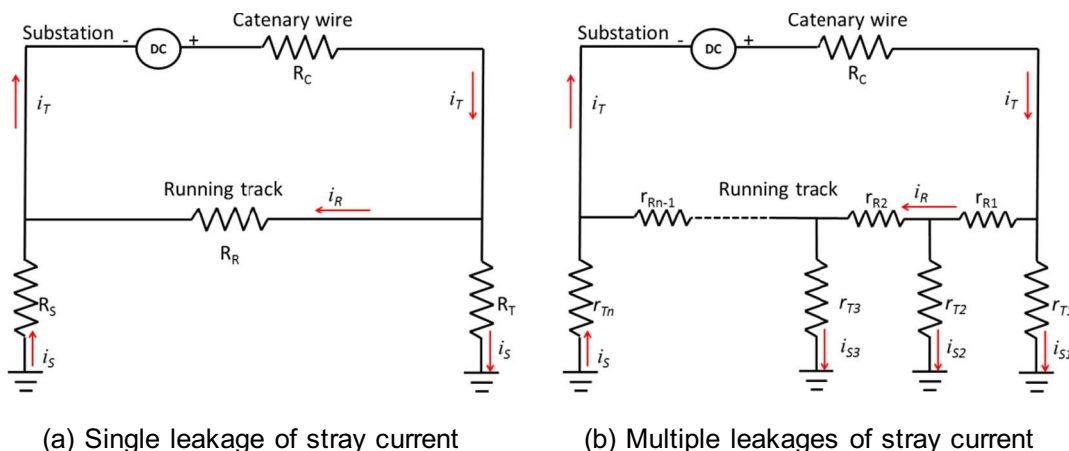 Catenary wire
Substation - DC +
R_C
i_T
i_T
Running track
i_R
R_R
R_S
R_T
i_S
i_S
(a) Single leakage of stray current
Catenary wire
Substation - DC +
R_C
i_T
i_T
Running track
i_R
r_Rn-1
r_R2
r_R1
r_Tn
r_T3
r_T2
i_S
i_S3
i_S2
i_S1
(b) Multiple leakages of stray current